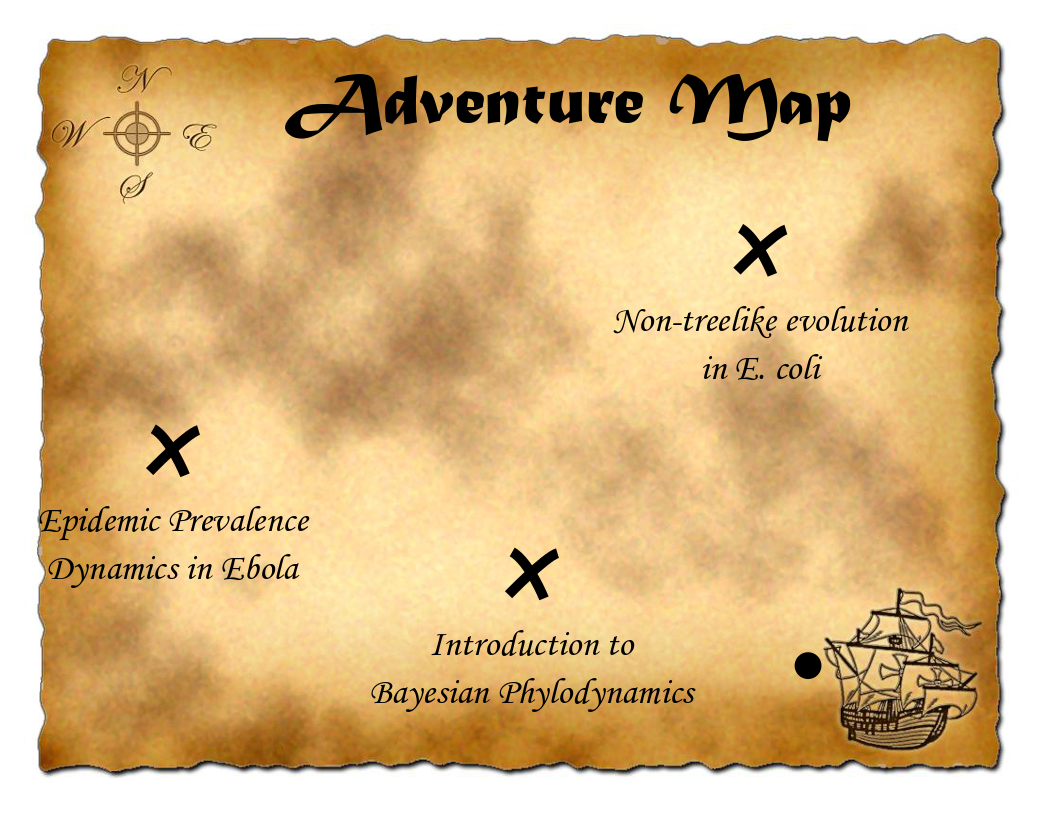 Adventure Map
N
W
E
S
Non-treelike evolution
in E. coli
Epidemic Prevalence
Dynamics in Ebola
Introduction to
Bayesian Phylodynamics